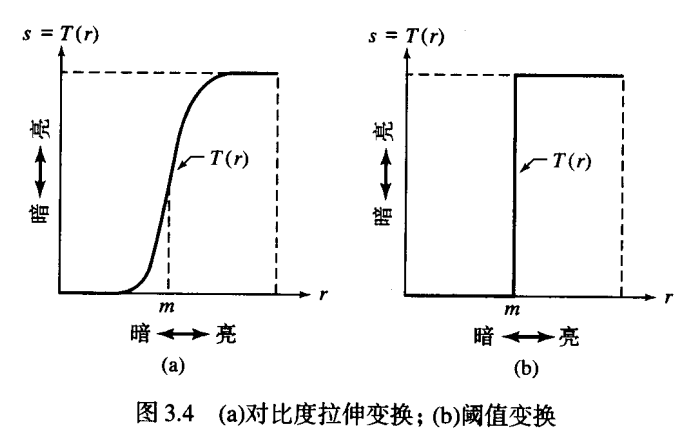 s = T(r)
亮
暗
T(r)
r
m
暗 亮
(a)
s = T(r)
亮
暗
T(r)
r
m
暗 亮
(b)
图 3.4 (a)对比度拉伸变换；(b)阈值变换